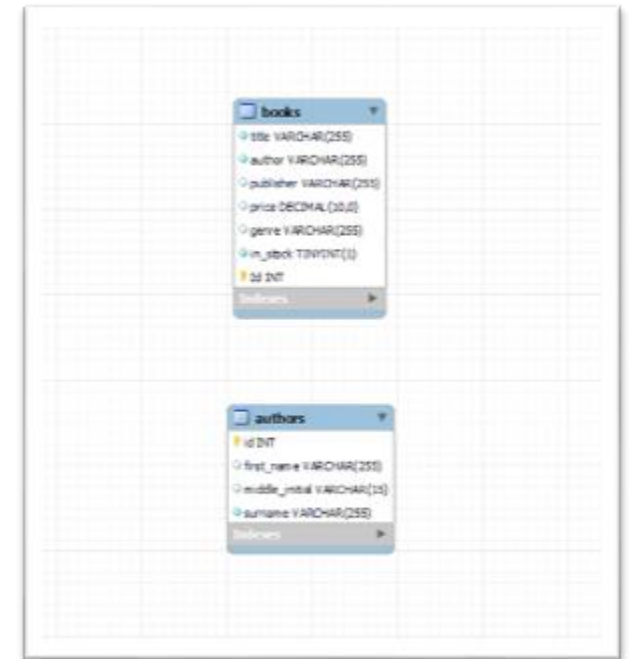 books
title VARCHAR(255)
author VARCHAR(255)
publisher VARCHAR(255)
price DECIMAL(10,0)
genre VARCHAR(255)
in_stock TINYINT(1)
Id INT
Indexes
authors
id INT
first_name VARCHAR(255)
middle_initial VARCHAR(15)
surname VARCHAR(255)
Indexes